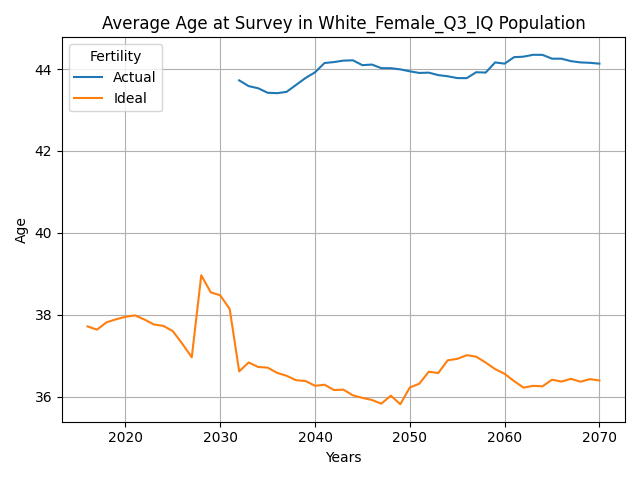 Average Age at Survey in White_Female_Q3_IQ Population
Fertility
Actual
Ideal
Age
44
42
40
38
36
2020 2030 2040 2050 2060 2070
Years